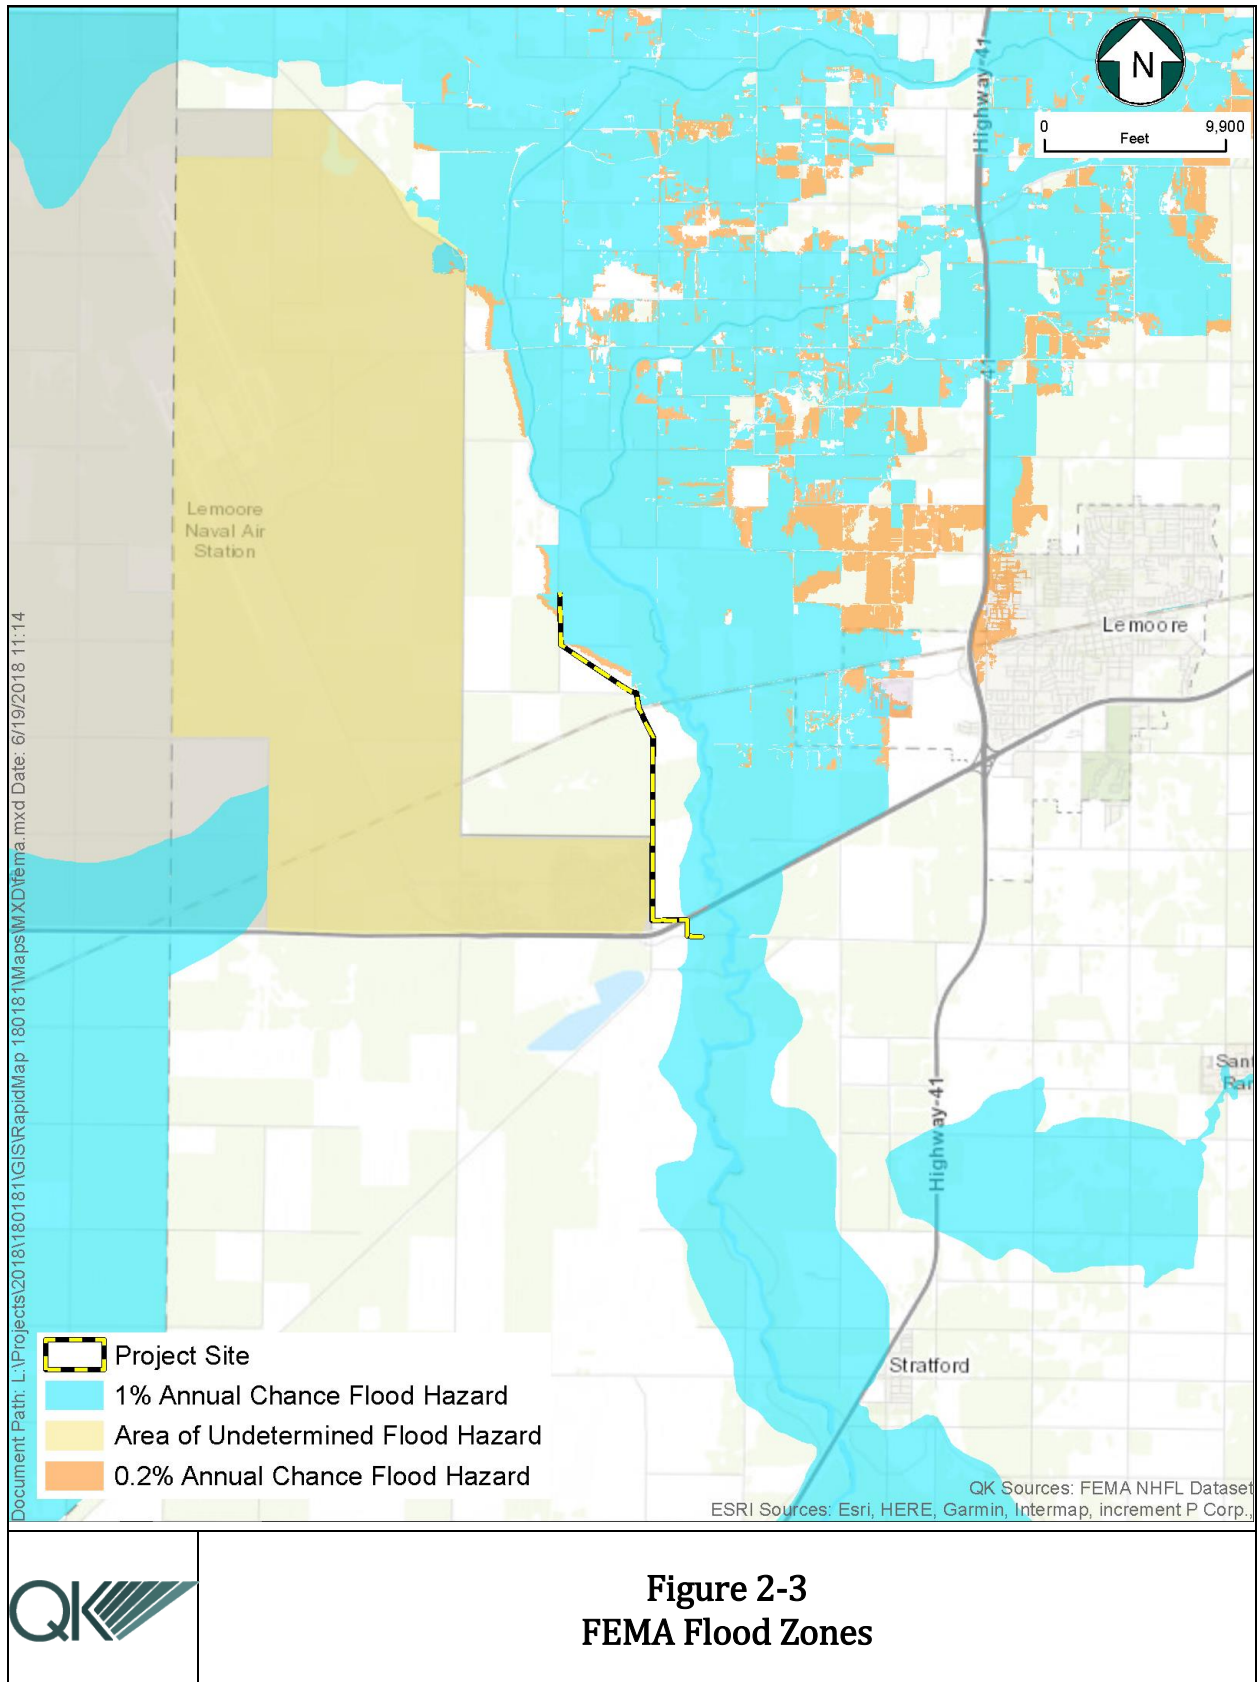 N
0 9,900
Feet
Highway-41
41
Lemoore
Naval Air
Station
Lemoore
Highway-41
Stratford
Document Path: L:\Projects\2018\180181\GIS\RapidMap 180181\Maps\MXD\fema.mxd Date: 6/19/2018 11:14
Project Site
1% Annual Chance Flood Hazard
Area of Undetermined Flood Hazard
0.2% Annual Chance Flood Hazard
QK Sources: FEMA NHFL Dataset
ESRI Sources: Esri, HERE, Garmin, Intermap, increment P Corp.,
QK
Figure 2-3
FEMA Flood Zones